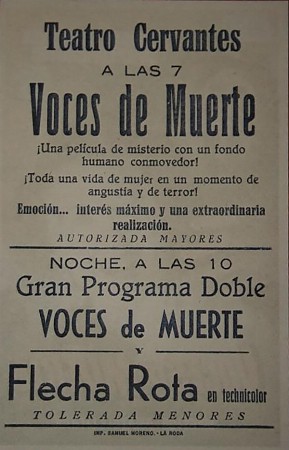 Teatro Cervantes
A LAS 7
Voces de Muerte
¡Una película de misterio con un fondo
humano conmovedor!
¡Toda una vida de mujer en un momento de
angustia y de terror!
Emoción... interés máximo y una extraordinaria
realización.
AUTORIZADA MAYORES
NOCHE, A LAS 10
Gran Programa Doble
VOCES de MUERTE
Y
Flecha Rota en technicolor
TOLERADA MENORES
IMP. SAMUEL MORENO. - LA RODA